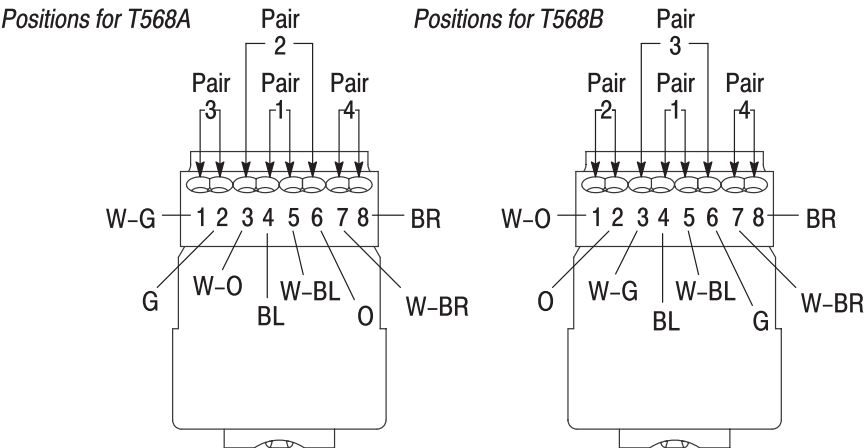 Positions for T568A
Pair
2
Pair
3
Pair
1
Pair
4
W–G 1 2 3 4 5 6 7 8 BR
G
W–O
BL
W–BL
O
W–BR
Positions for T568B
Pair
3
Pair
2
Pair
1
Pair
4
W–O 1 2 3 4 5 6 7 8 BR
O
W–G
BL
W–BL
G
W–BR